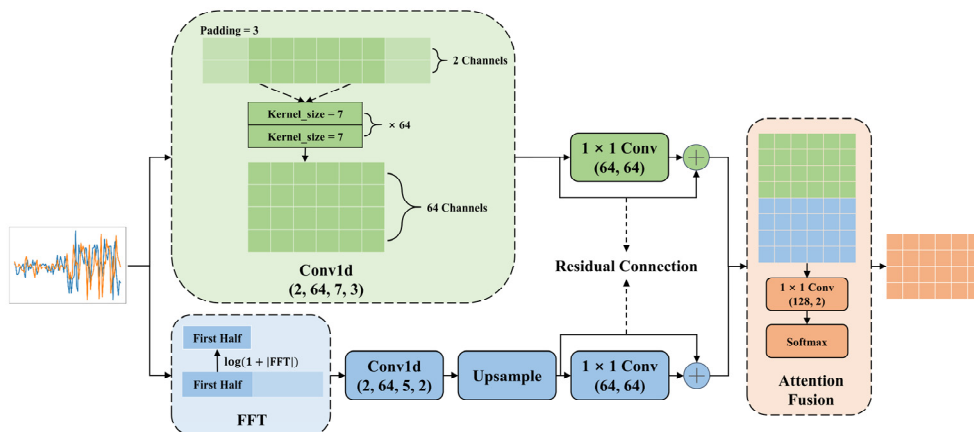 Padding = 3
2 Channels
Kernel_size = 7
× 64
Kernel_size = 7
64 Channels
Conv1d
(2, 64, 7, 3)
1 × 1 Conv
(64, 64)
Residual Connection
First Half
log(1 + |FFT|)
First Half
FFT
Conv1d
(2, 64, 5, 2)
Upsample
1 × 1 Conv
(64, 64)
1 × 1 Conv
(128, 2)
Softmax
Attention
Fusion